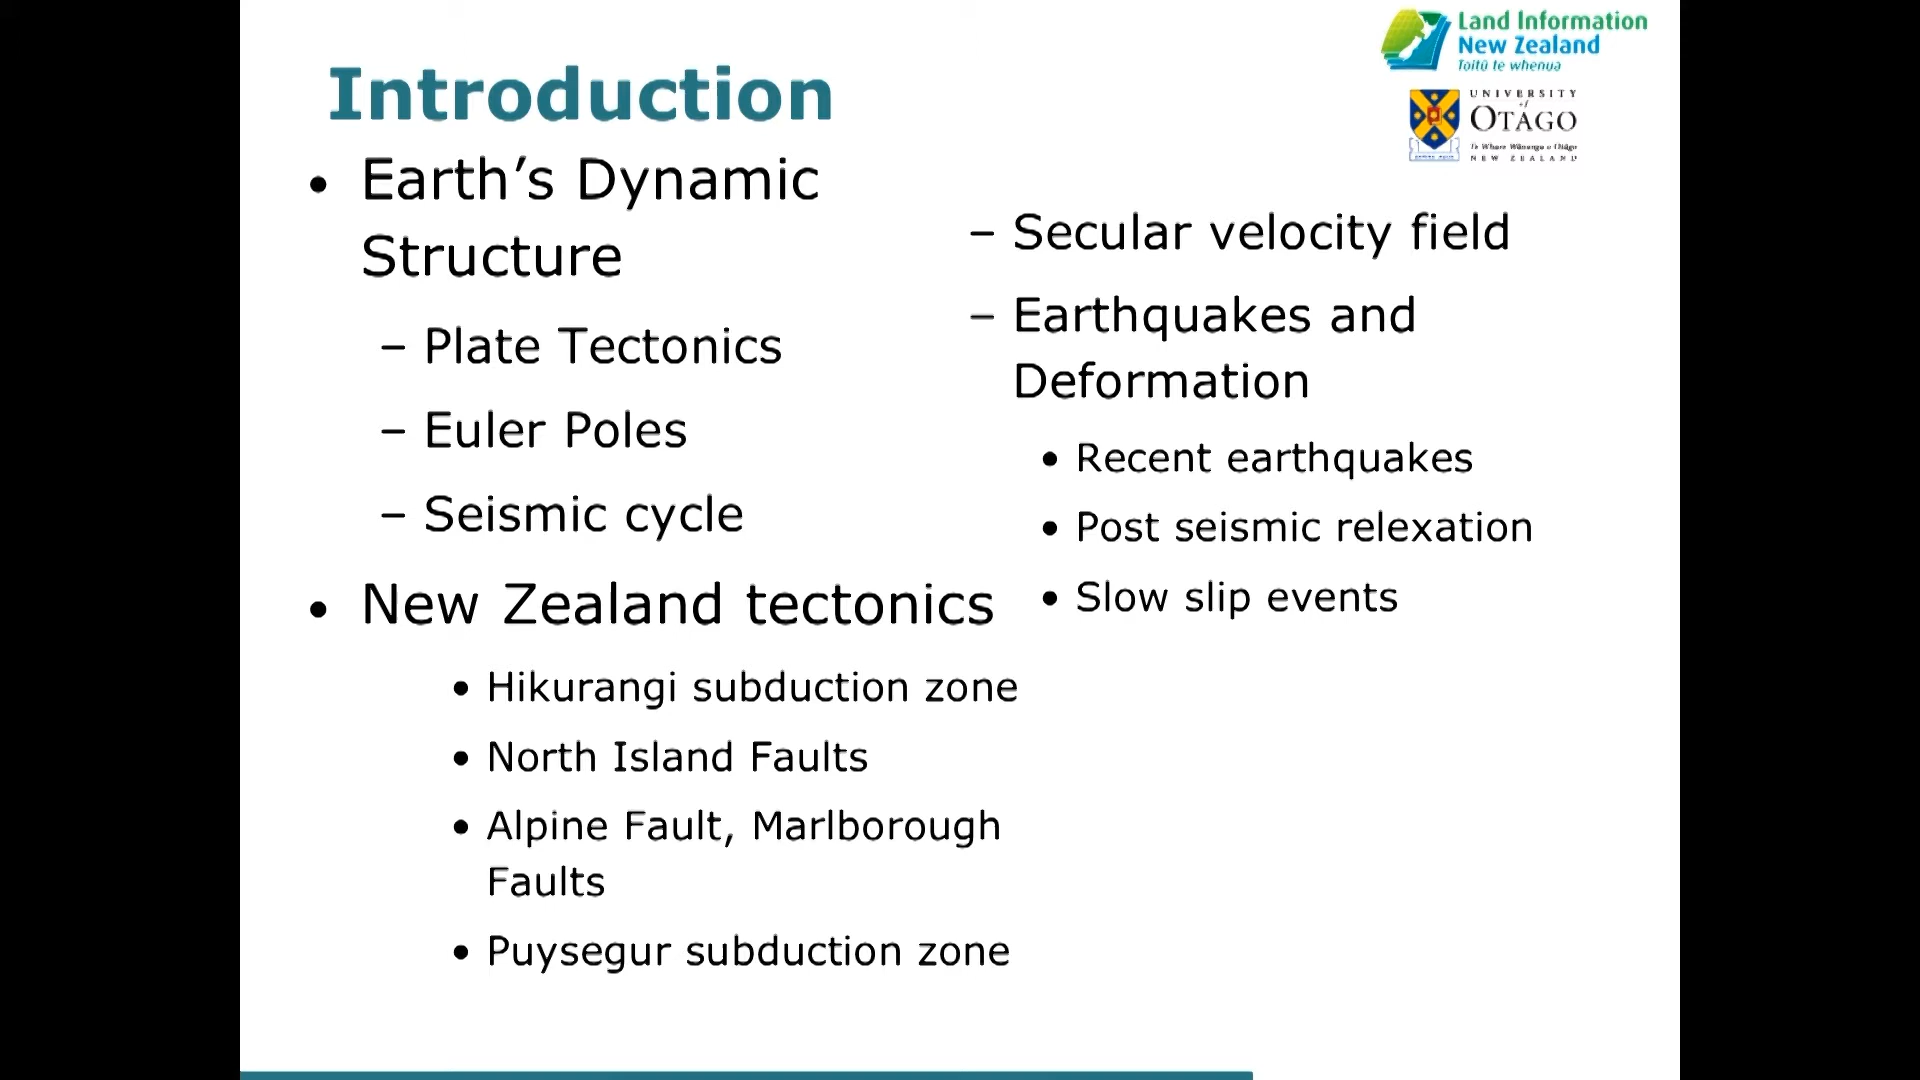 Land Information
New Zealand
Toitū te whenua
UNIVERSITY
of
OTAGO
Te Whare Wānanga o Otāgo
NEW ZEALAND
Introduction
• Earth’s Dynamic
Structure
– Plate Tectonics
– Euler Poles
– Seismic cycle
• New Zealand tectonics
• Hikurangi subduction zone
• North Island Faults
• Alpine Fault, Marlborough
Faults
• Puysegur subduction zone
– Secular velocity field
– Earthquakes and
Deformation
• Recent earthquakes
• Post seismic relexation
• Slow slip events